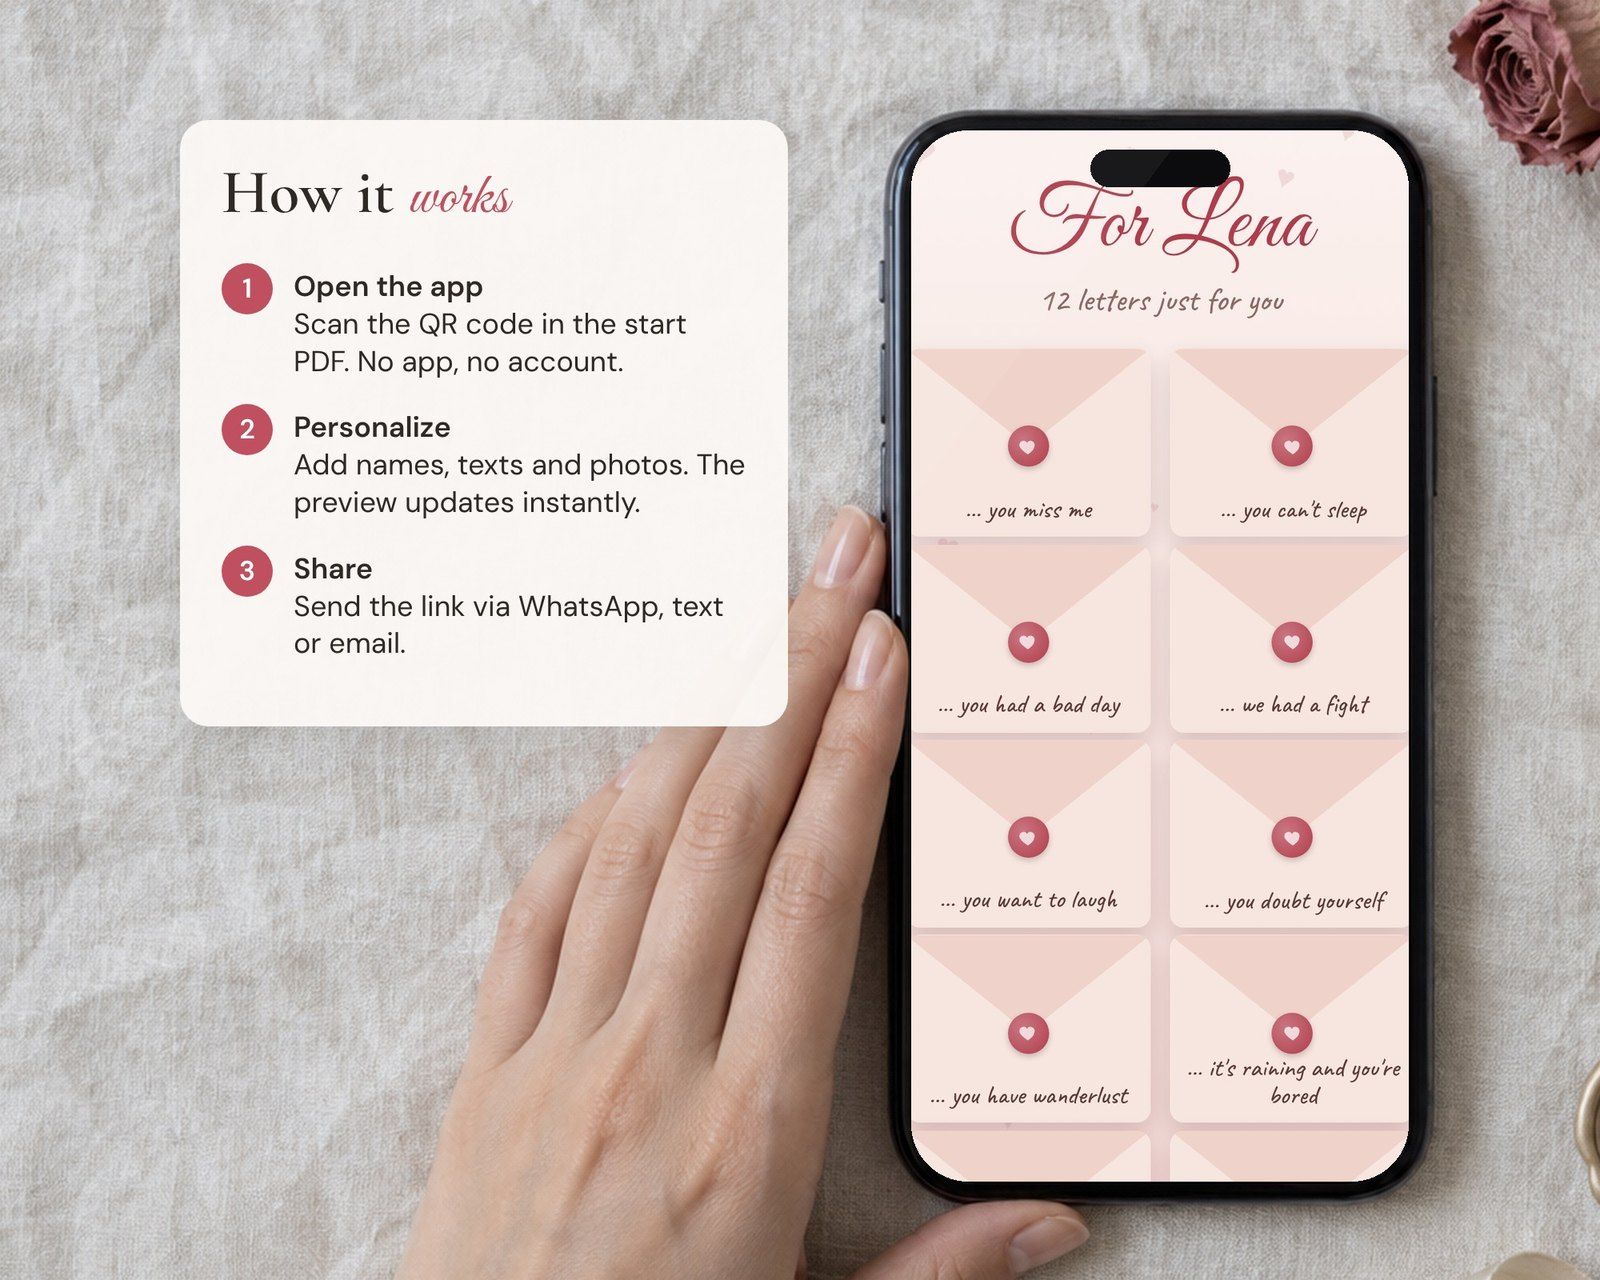 How it works
1
Open the app
Scan the QR code in the start
PDF. No app, no account.
2
Personalize
Add names, texts and photos. The
preview updates instantly.
3
Share
Send the link via WhatsApp, text
or email.
For Lena
12 letters just for you
... you miss me
... you can't sleep
... you had a bad day
... we had a fight
... you want to laugh
... you doubt yourself
... you have wanderlust
... it's raining and you're
bored